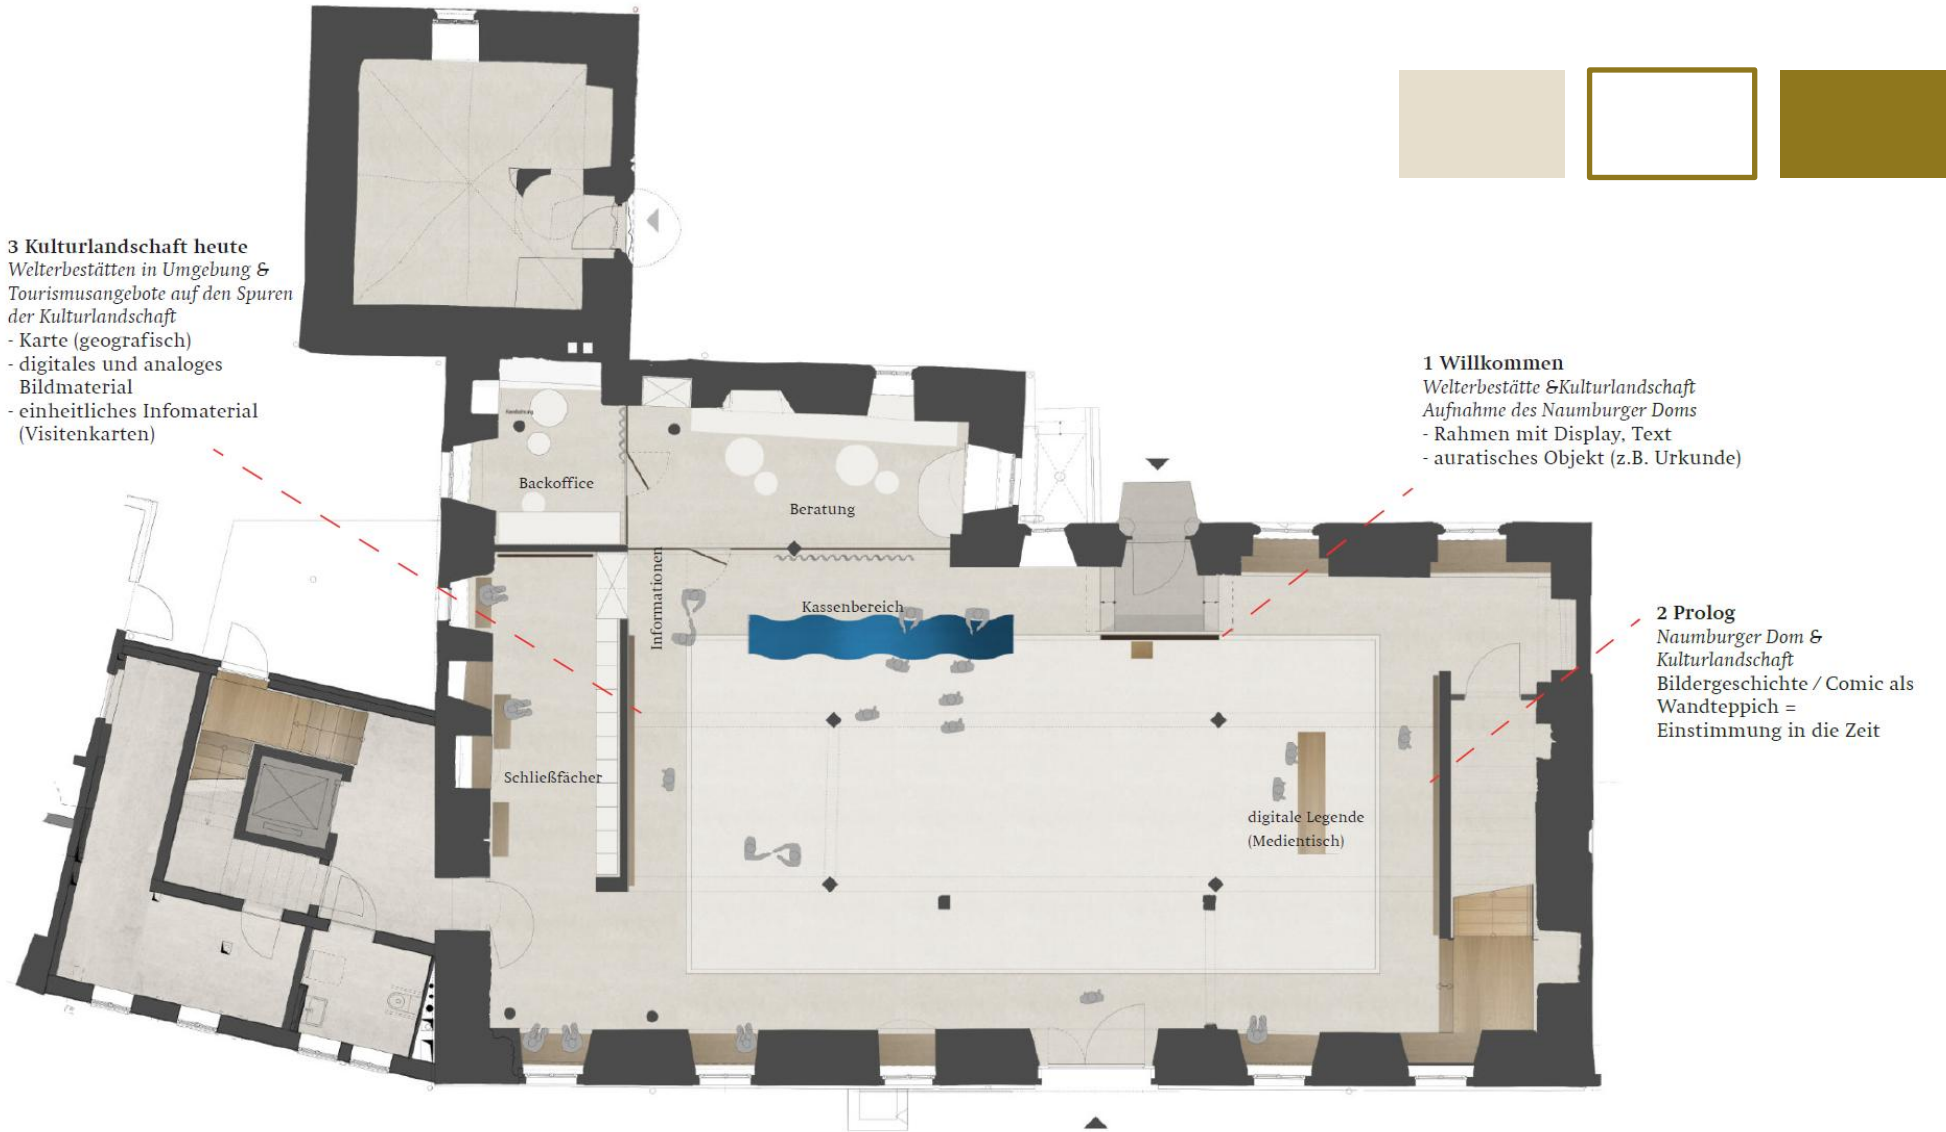 3 Kulturlandschaft heute
Welterbestätten in Umgebung &
Tourismusangebote auf den Spuren
der Kulturlandschaft
- Karte (geografisch)
- digitales und analoges
Bildmaterial
- einheitliches Infomaterial
(Visitenkarten)
1 Willkommen
Welterbestätte &Kulturlandschaft
Aufnahme des Naumburger Doms
- Rahmen mit Display, Text
- auratisches Objekt (z.B. Urkunde)
2 Prolog
Naumburger Dom &
Kulturlandschaft
Bildergeschichte / Comic als
Wandteppich =
Einstimmung in die Zeit
Backoffice
Beratung
Informationen
Kassenbereich
Schließfächer
digitale Legende
(Medientisch)